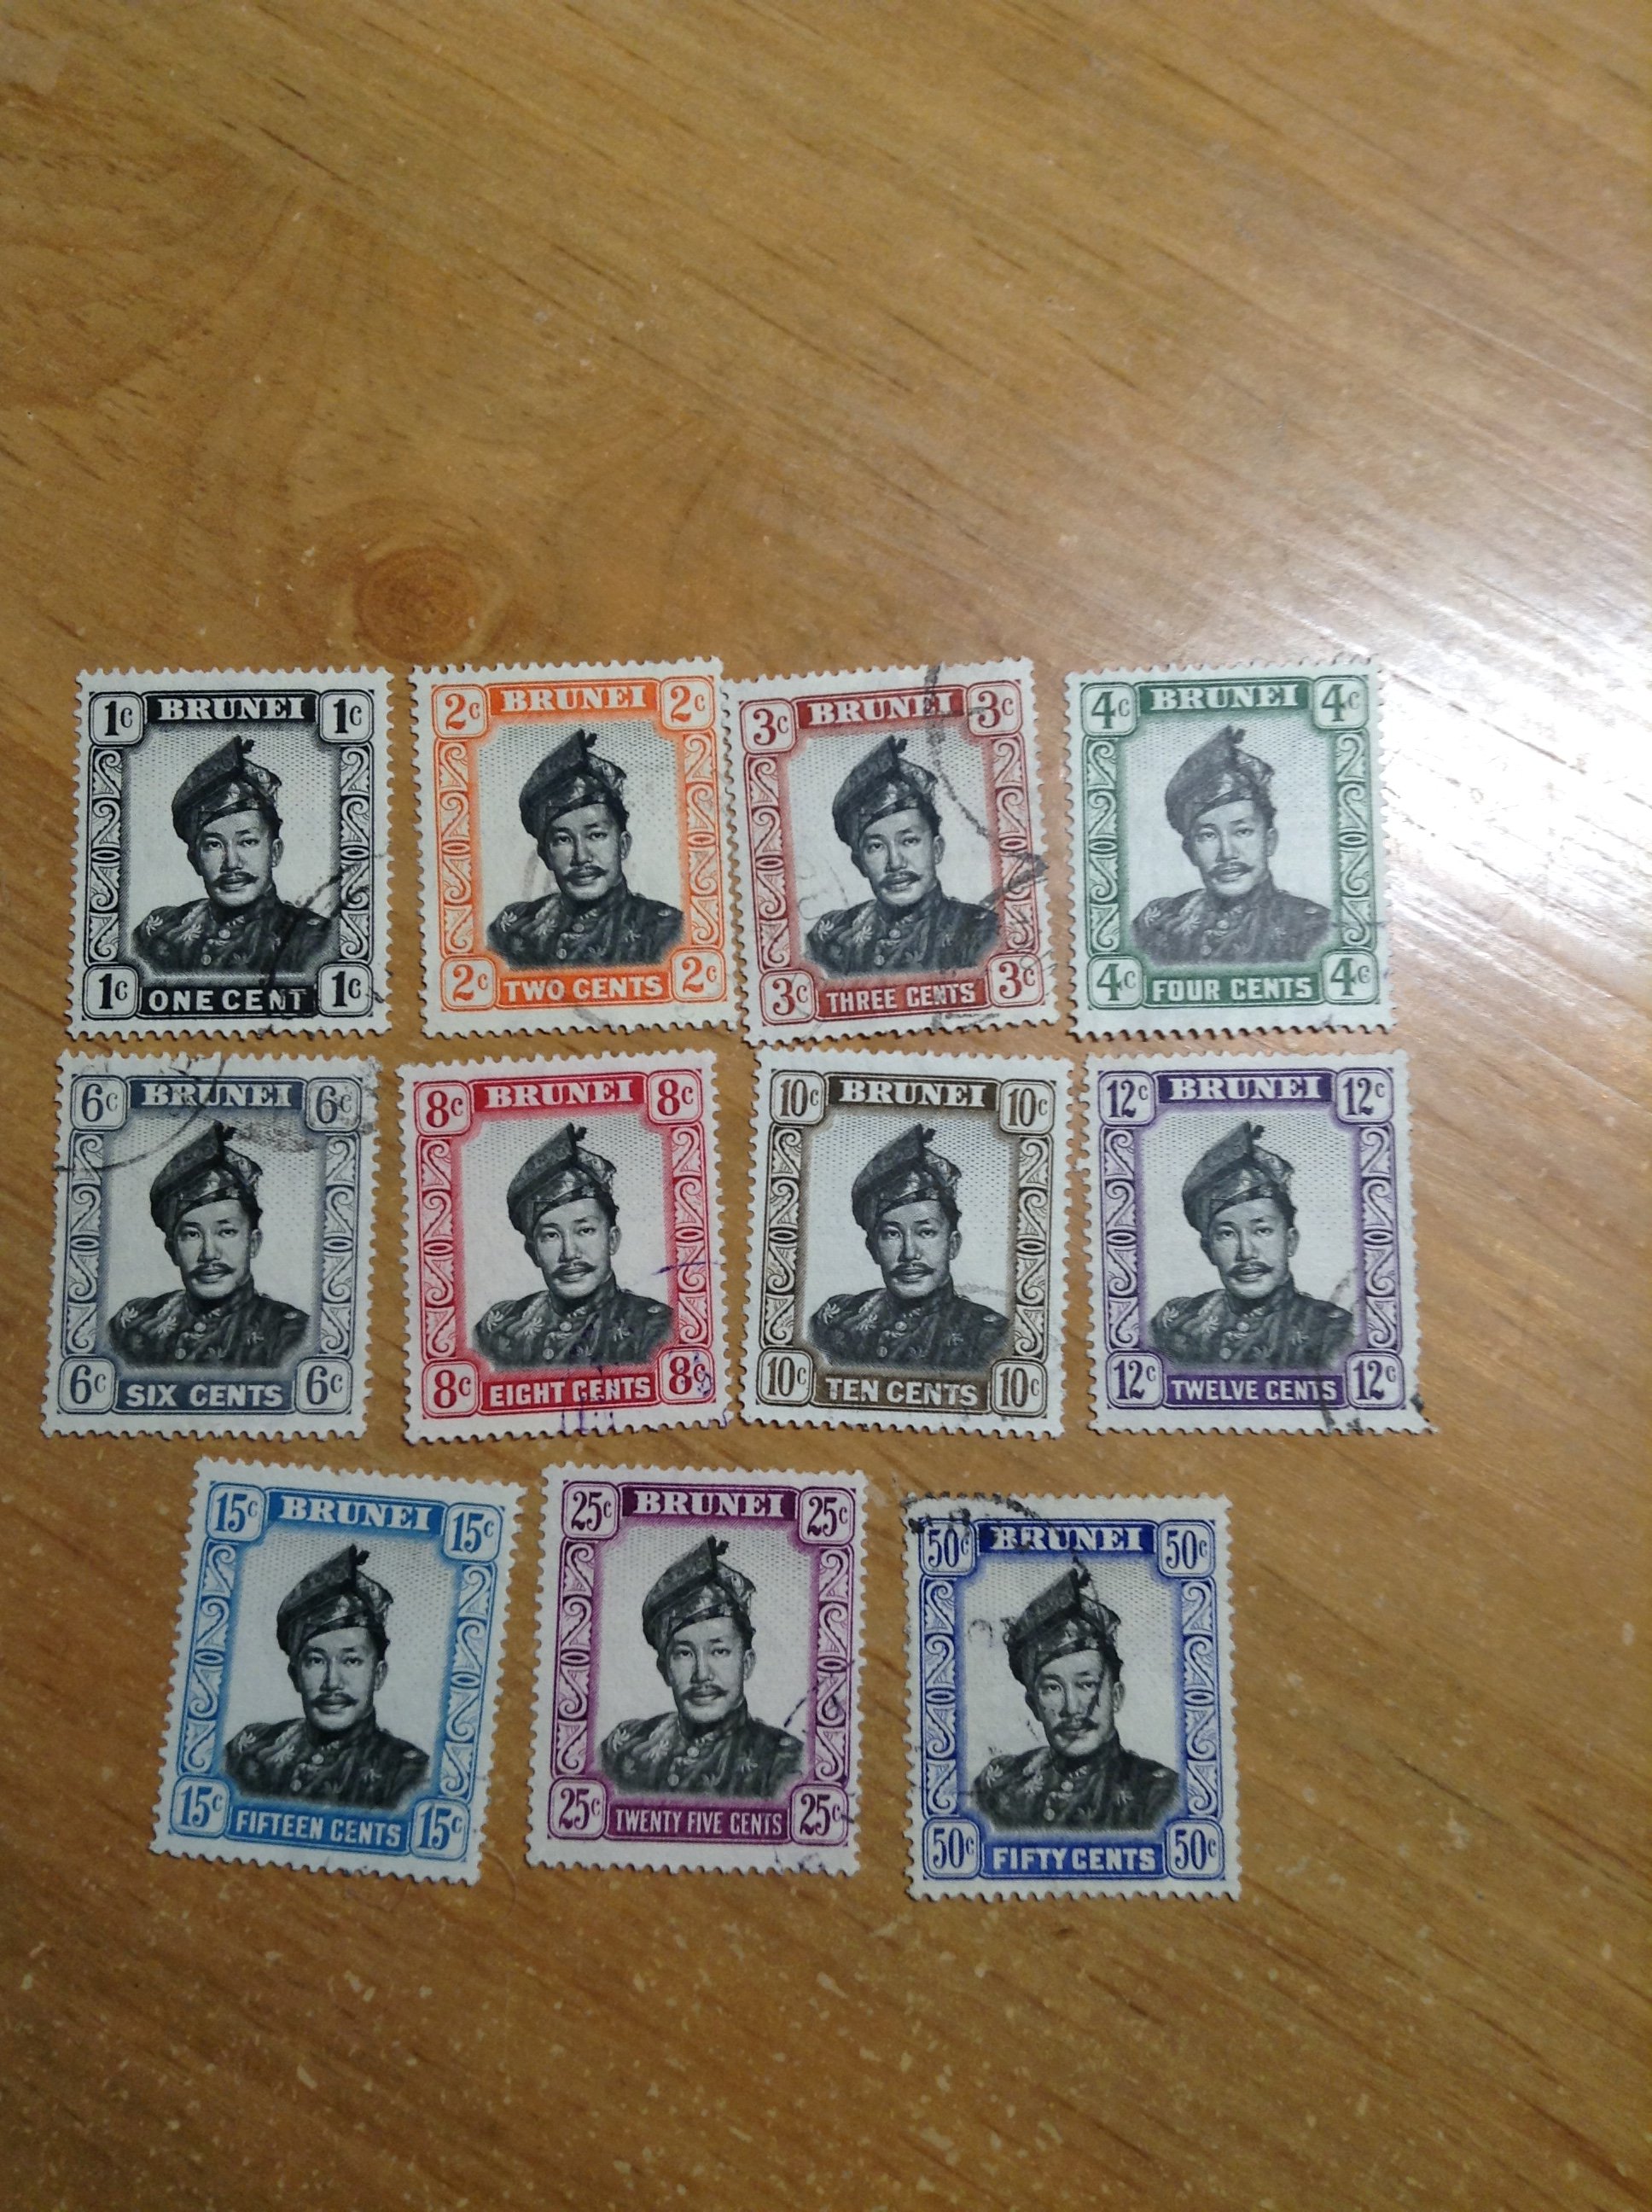 1c BRUNEI 1c
1c ONE CENT 1c
2c BRUNEI 2c
2c TWO CENTS 2c
3c BRUNEI 3c
3c THREE CENTS 3c
4c BRUNEI 4c
4c FOUR CENTS 4c
6c BRUNEI 6c
6c SIX CENTS 6c
8c BRUNEI 8c
8c EIGHT CENTS 8c
10c BRUNEI 10c
10c TEN CENTS 10c
12c BRUNEI 12c
12c TWELVE CENTS 12c
15c BRUNEI 15c
15c FIFTEEN CENTS 15c
25c BRUNEI 25c
25c TWENTY FIVE CENTS 25c
50c BRUNEI 50c
50c FIFTY CENTS 50c